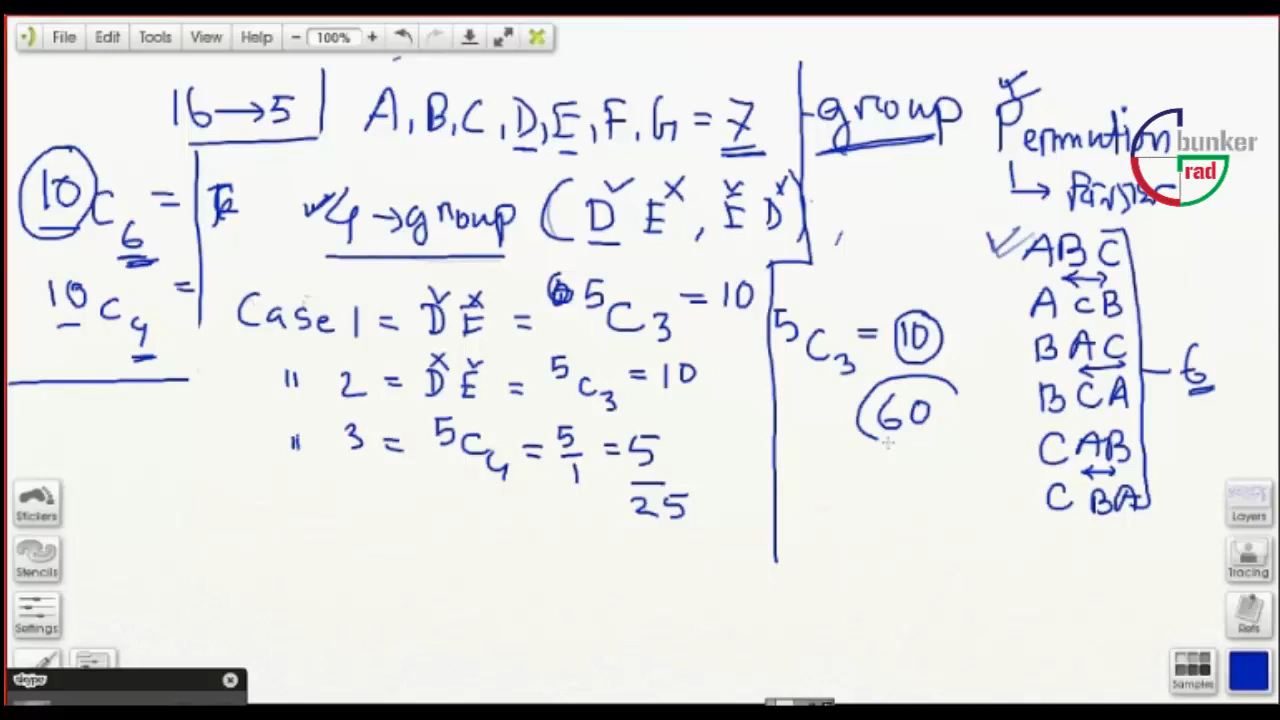 File Edit Tools View Help − 100% +
16 → 5
A, B, C, D, E, F, G = 7
group
Permution
bunker
grad
10C6 =
4 → group ( D E , E D ) ,
10C4 =
Case 1 = D E = 5C3 = 10
" 2 = D E = 5C3 = 10
" 3 = 5C4 = 5/1 = 5
25
5C3 = 10
60
ABC
ACB
BAC
BCA
CAB
CBA
6
Stickers
Stencils
Settings
Layers
Tracing
Refs
Samples
skype